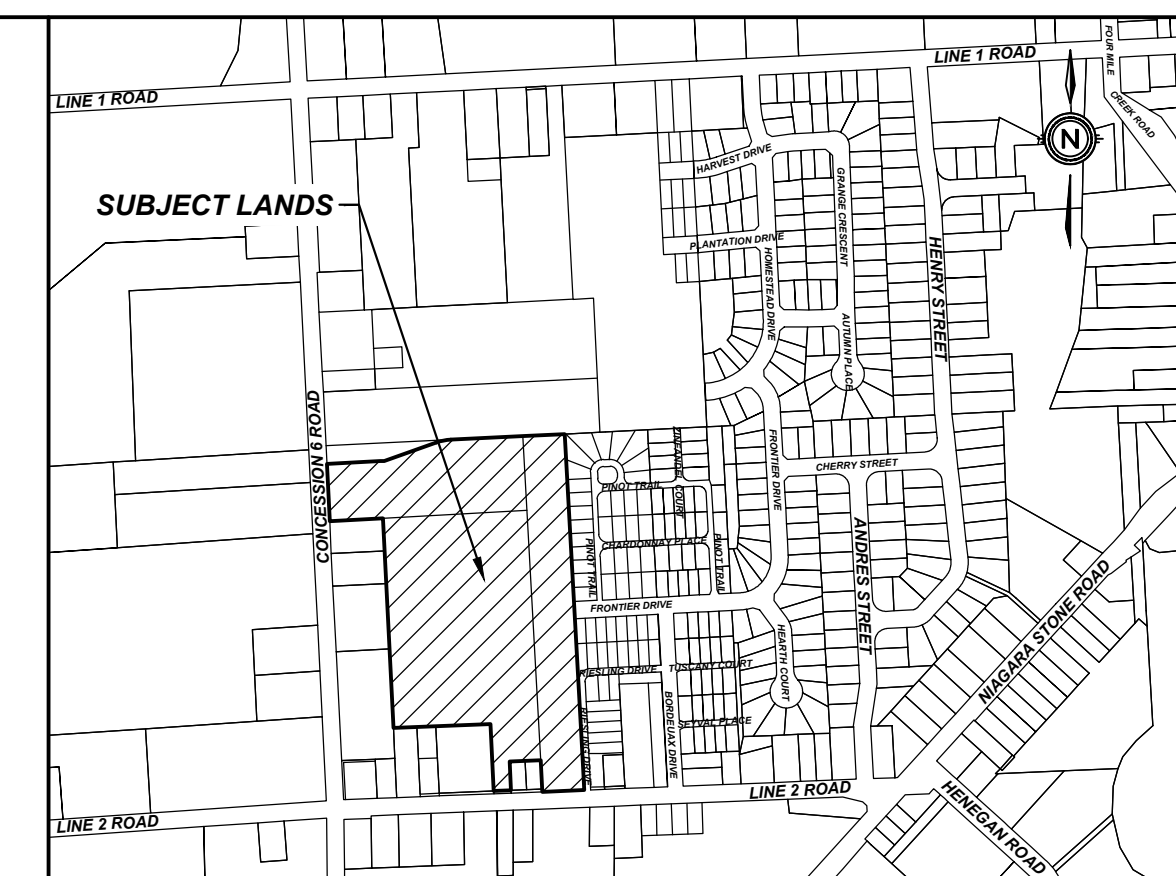 LINE 1 ROAD
LINE 1 ROAD
FOUR MILE
CREEK ROAD
N
SUBJECT LANDS
HARVEST DRIVE
GRANGE CRESCENT
PLANTATION DRIVE
HOMESTEAD DRIVE
HENRY STREET
AUTUMN PLACE
CONCESSION 6 ROAD
ZINFANDEL COURT
FRONTIER DRIVE
CHERRY STREET
PINOT TRAIL
CHARDONNAY PLACE
PINOT TRAIL
PINOT TRAIL
ANDRES STREET
FRONTIER DRIVE
NIAGARA STONE ROAD
HEARTH COURT
RIESLING DRIVE
TUSCANY COURT
RIESLING DRIVE
BORDEUAX DRIVE
SEYVAL PLACE
LINE 2 ROAD
LINE 2 ROAD
HENEGAN ROAD